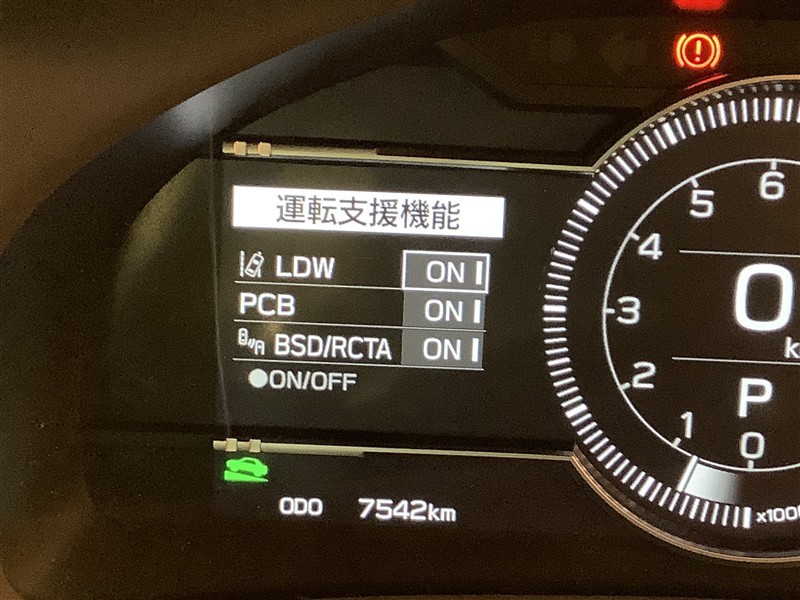 運転支援機能
LDW ON
PCB ON
BSD/RCTA ON
●ON/OFF
ODO 7542km
6
5
4
3
2
1
0
0
P